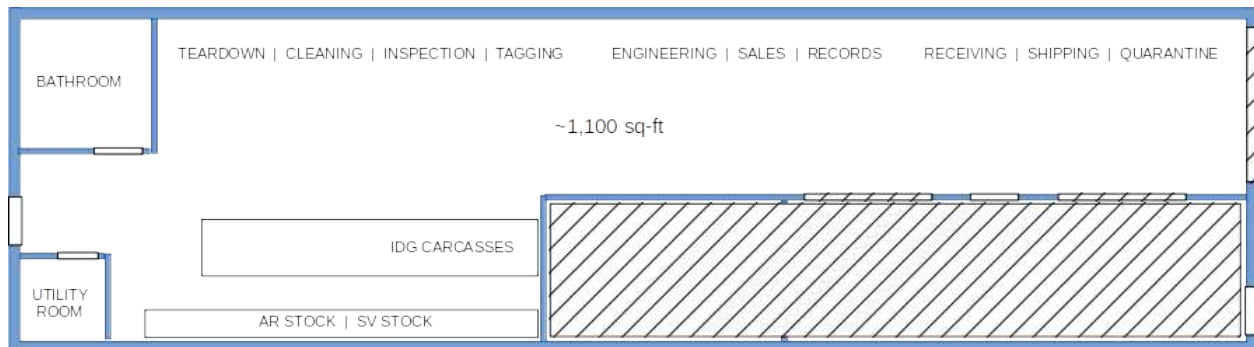 TEARDOWN | CLEANING | INSPECTION | TAGGING
ENGINEERING | SALES | RECORDS
RECEIVING | SHIPPING | QUARANTINE
BATHROOM
~1,100 sq-ft
IDG CARCASSES
UTILITY
ROOM
AR STOCK | SV STOCK